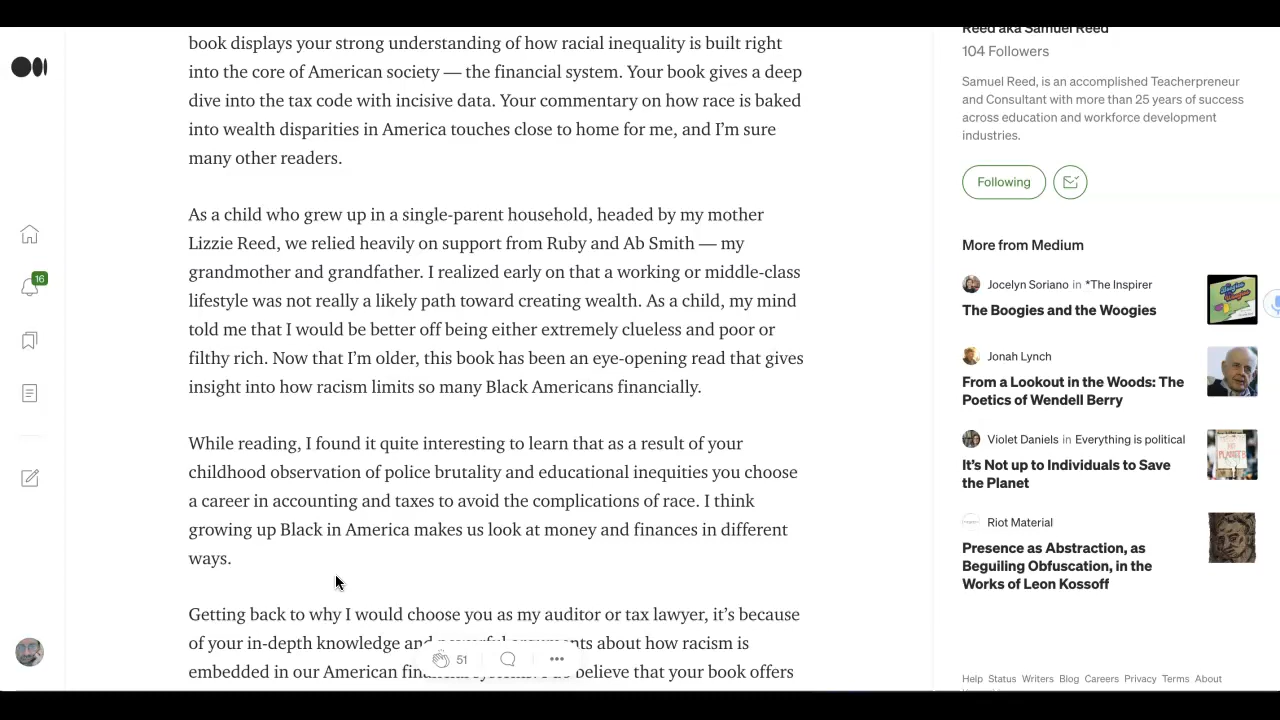 book displays your strong understanding of how racial inequality is built right
into the core of American society — the financial system. Your book gives a deep
dive into the tax code with incisive data. Your commentary on how race is baked
into wealth disparities in America touches close to home for me, and I'm sure
many other readers.
As a child who grew up in a single-parent household, headed by my mother
Lizzie Reed, we relied heavily on support from Ruby and Ab Smith — my
grandmother and grandfather. I realized early on that a working or middle-class
lifestyle was not really a likely path toward creating wealth. As a child, my mind
told me that I would be better off being either extremely clueless and poor or
filthy rich. Now that I'm older, this book has been an eye-opening read that gives
insight into how racism limits so many Black Americans financially.
While reading, I found it quite interesting to learn that as a result of your
childhood observation of police brutality and educational inequities you choose
a career in accounting and taxes to avoid the complications of race. I think
growing up Black in America makes us look at money and finances in different
ways.
Getting back to why I would choose you as my auditor or tax lawyer, it's because
of your in-depth knowledge and powerful arguments about how racism is
embedded in our American believe that your book offers
51
16
Reed aka Samuel Reed
104 Followers
Samuel Reed, is an accomplished Teacherpreneur
and Consultant with more than 25 years of success
across education and workforce development
industries.
Following
More from Medium
Jocelyn Soriano in *The Inspirer
The Boogies and the Woogies
Jonah Lynch
From a Lookout in the Woods: The
Poetics of Wendell Berry
Violet Daniels in Everything is political
It's Not up to Individuals to Save
the Planet
Riot Material
Presence as Abstraction, as
Beguiling Obfuscation, in the
Works of Leon Kossoff
Help Status Writers Blog Careers Privacy Terms About